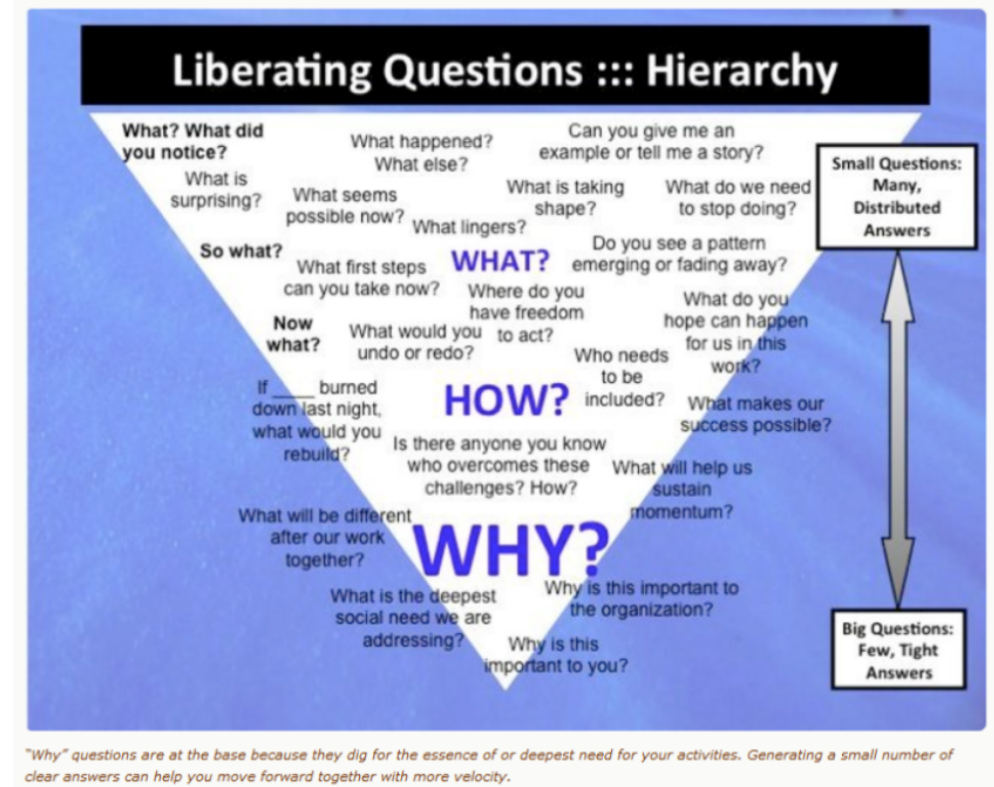 Liberating Questions ::: Hierarchy
What? What did
you notice?
What happened?
What else?
Can you give me an
example or tell me a story?
What is
surprising?
What seems
possible now?
What is taking
shape?
What do we need
to stop doing?
Small Questions:
Many,
Distributed
Answers
What lingers?
So what?
WHAT?
Do you see a pattern
emerging or fading away?
What first steps
can you take now?
Where do you
have freedom
to act?
What do you
hope can happen
for us in this
work?
Now
what?
What would you
undo or redo?
Who needs
to be
included?
If ____ burned
down last night,
what would you
rebuild?
HOW?
What makes our
success possible?
Is there anyone you know
who overcomes these
challenges? How?
What will help us
sustain
momentum?
What will be different
after our work
together?
WHY?
What is the deepest
social need we are
addressing?
Why is this important to
the organization?
Why is this
important to you?
Big Questions:
Few, Tight
Answers
"Why" questions are at the base because they dig for the essence of or deepest need for your activities. Generating a small number of
clear answers can help you move forward together with more velocity.